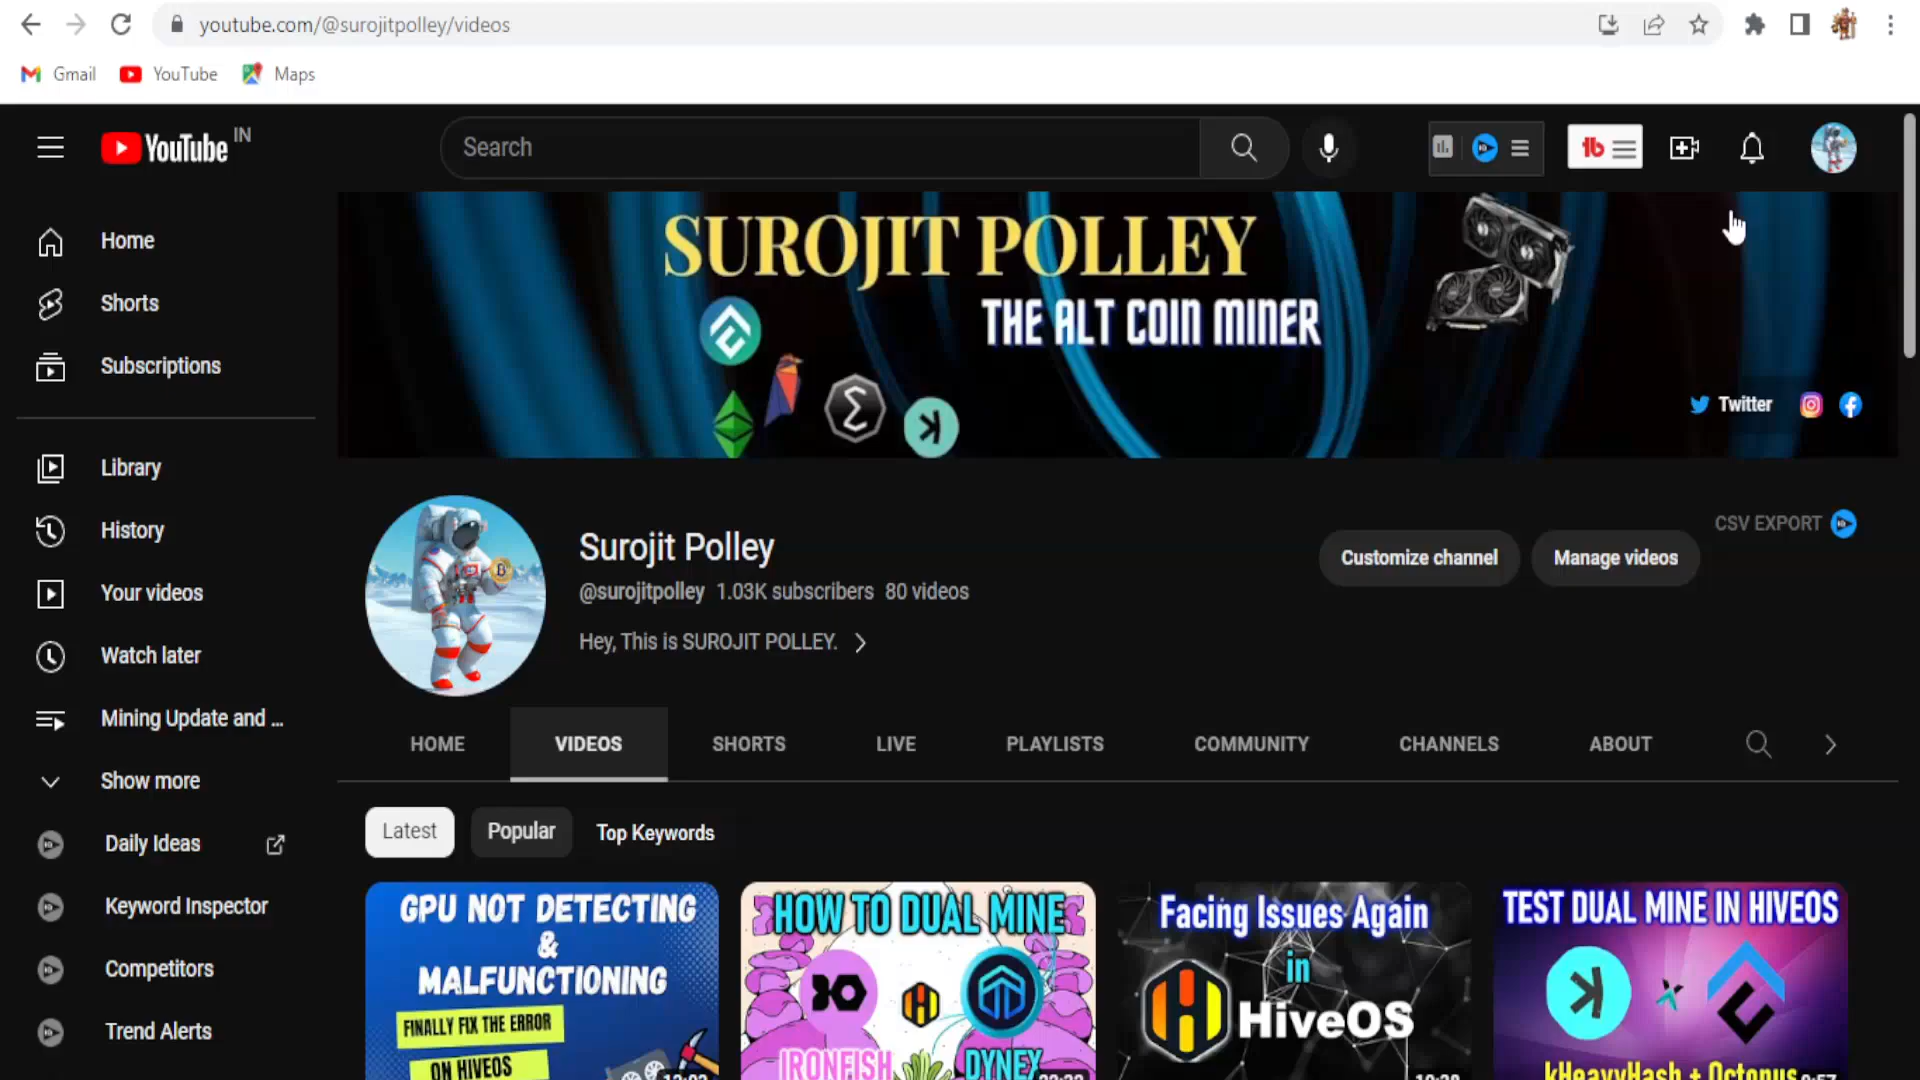 youtube.com/@surojitpolley/videos
Gmail
YouTube
Maps
YouTube IN
Search
Home
Shorts
Subscriptions
Library
History
Your videos
Watch later
Mining Update and ...
Show more
Daily Ideas
Keyword Inspector
Competitors
Trend Alerts
SUROJIT POLLEY
THE ALT COIN MINER
Twitter
Surojit Polley
@surojitpolley 1.03K subscribers 80 videos
Hey, This is SUROJIT POLLEY.
Customize channel
Manage videos
CSV EXPORT
HOME
VIDEOS
SHORTS
LIVE
PLAYLISTS
COMMUNITY
CHANNELS
ABOUT
Latest
Popular
Top Keywords
GPU NOT DETECTING
&
MALFUNCTIONING
FINALLY FIX THE ERROR
ON HIVEOS
HOW TO DUAL MINE
IRONFISH
DYNEX
Facing Issues Again
in
HiveOS
TEST DUAL MINE IN HIVEOS
kHeavyHash + Octopus